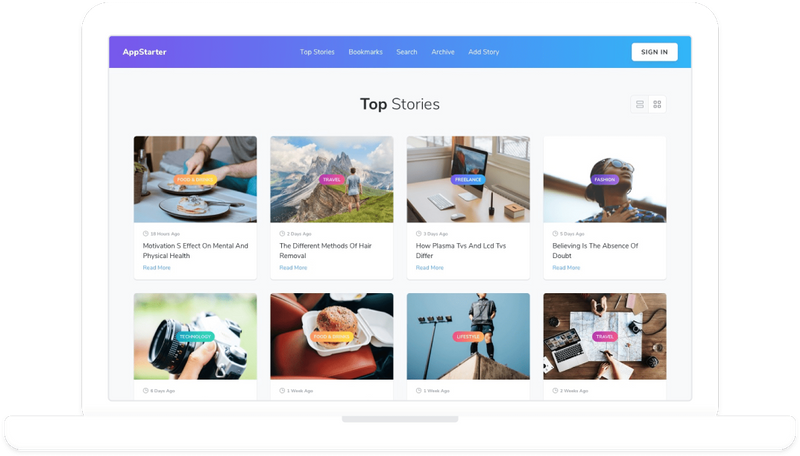 AppStarter
Top Stories
Bookmarks
Search
Archive
Add Story
SIGN IN
Top Stories
FOOD & DRINKS
TRAVEL
FREELANCE
FASHION
10 Hours Ago
2 Days Ago
3 Days Ago
5 Days Ago
Motivation S Effect On Mental And
Physical Health
Read More
The Different Methods Of Hair
Removal
Read More
How Plasma Tvs And Lcd Tvs
Differ
Read More
Believing Is The Absence Of
Doubt
Read More
TECHNOLOGY
FOOD & DRINKS
LIFESTYLE
TRAVEL
6 Days Ago
1 Week Ago
1 Week Ago
2 Weeks Ago